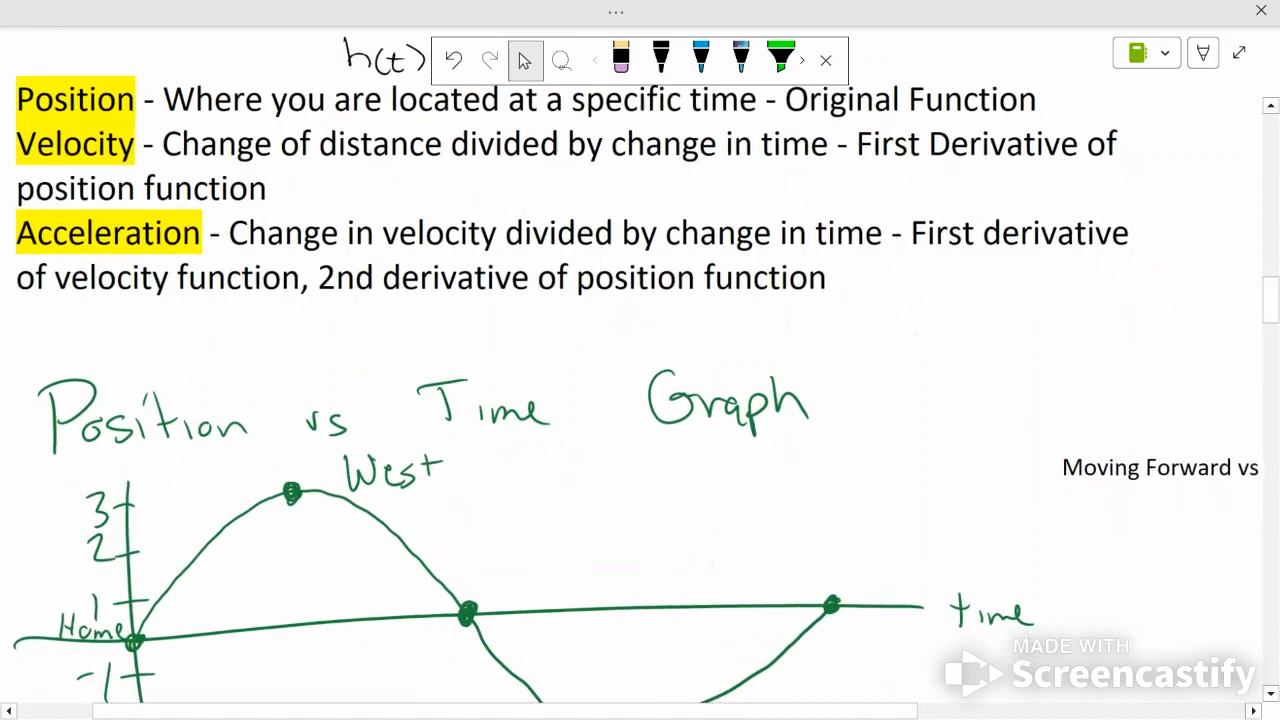 h(t)
Position - Where you are located at a specific time - Original Function
Velocity - Change of distance divided by change in time - First Derivative of
position function
Acceleration - Change in velocity divided by change in time - First derivative
of velocity function, 2nd derivative of position function
Position vs Time Graph
West
Moving Forward vs
3
2
1
Home
time
-1
MADE WITH
Screencastify